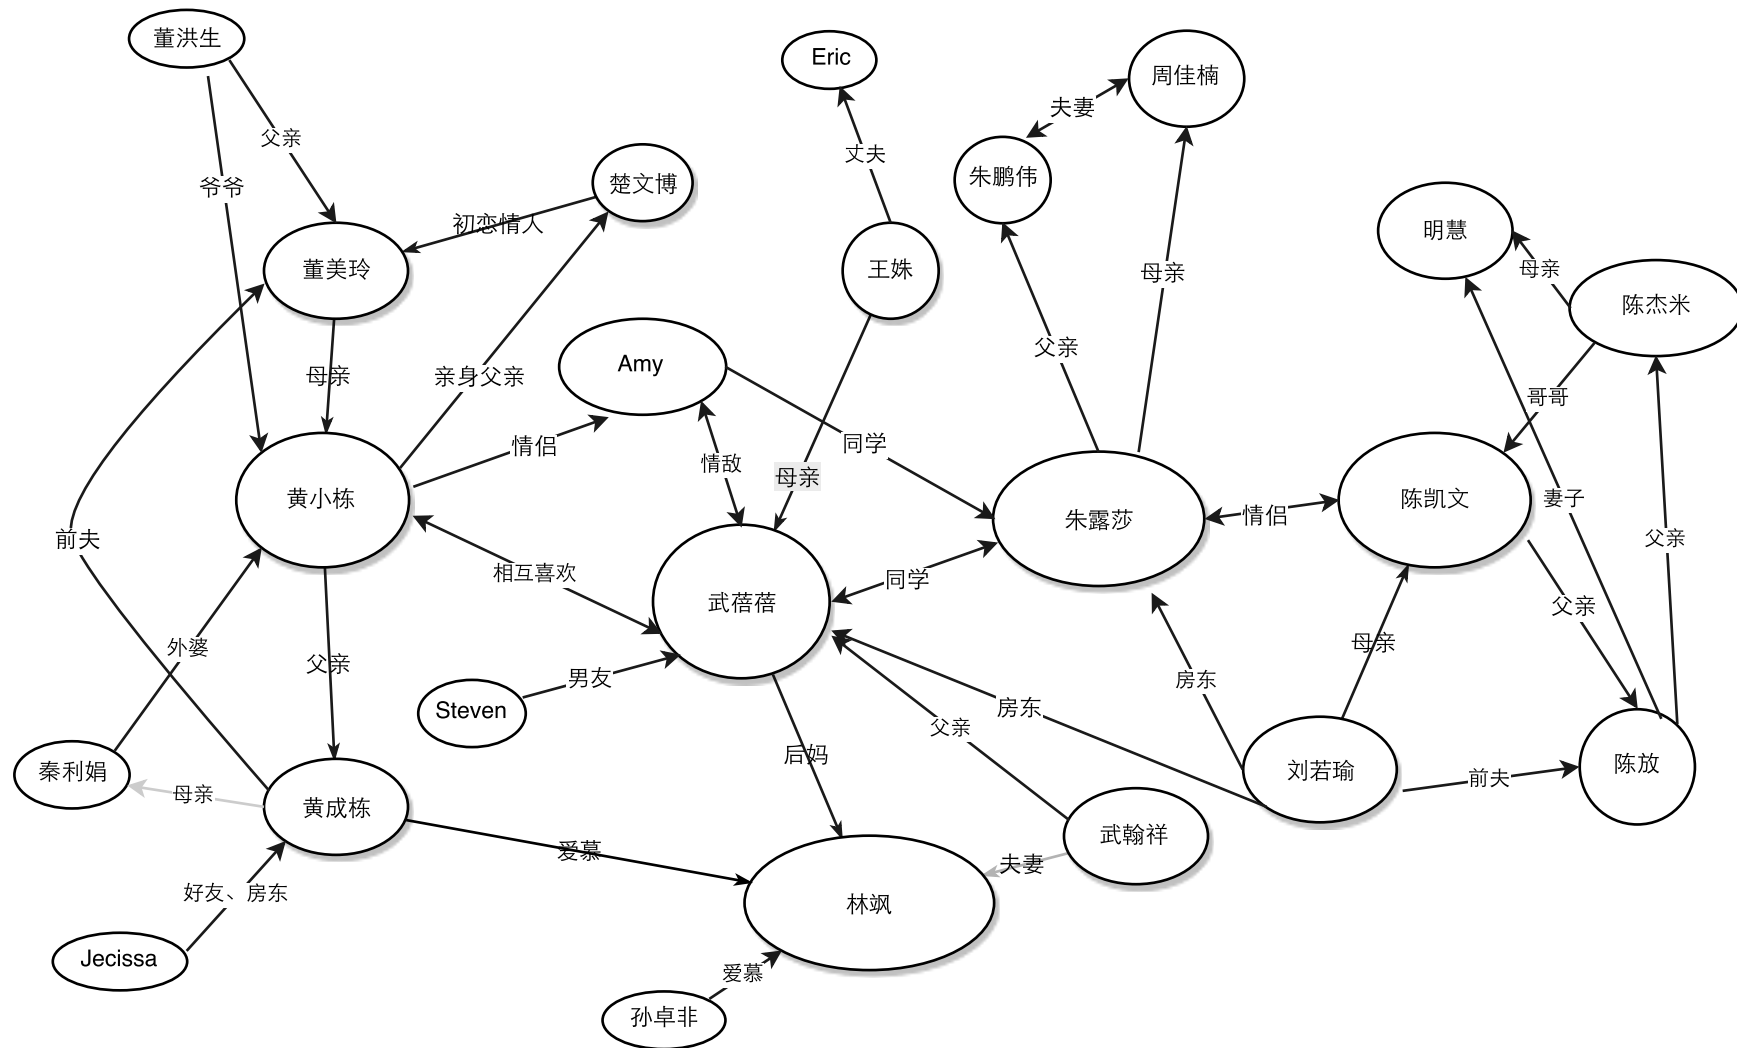 董洪生
Eric
周佳楠
夫妻
父亲
丈夫
朱鹏伟
爷爷
楚文博
初恋情人
明慧
董美玲
王姝
母亲
母亲
陈杰米
父亲
Amy
母亲
亲身父亲
哥哥
同学
情侣
情敌
母亲
黄小栋
妻子
陈凯文
朱露莎
情侣
前夫
父亲
相互喜欢
同学
武蓓蓓
父亲
外婆
父亲
母亲
男友
房东
Steven
房东
父亲
后妈
秦利娟
刘若瑜
陈放
前夫
母亲
黄成栋
武翰祥
爱慕
夫妻
好友、房东
林飒
Jecissa
爱慕
孙卓非